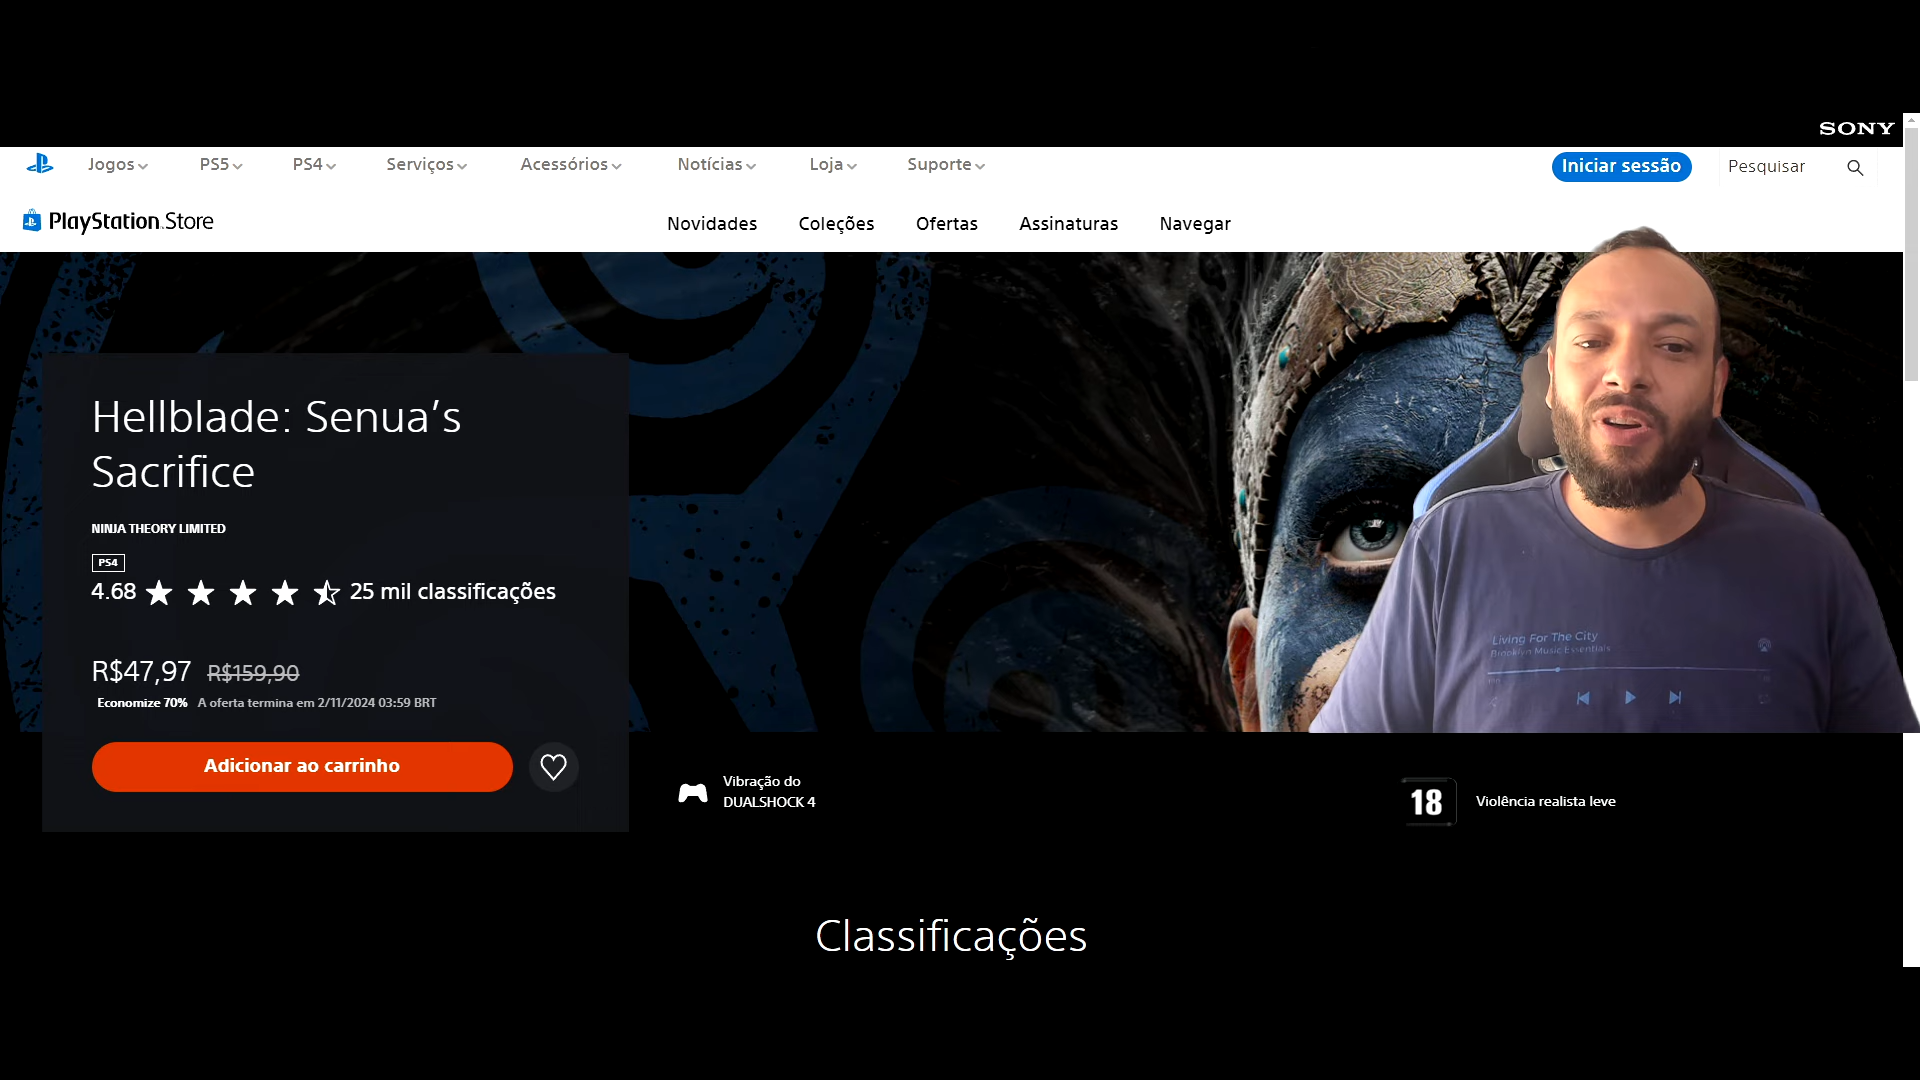 SONY
Jogos PS5 PS4 Serviços Acessórios Notícias Loja Suporte Iniciar sessão Pesquisar
PlayStation Store Novidades Coleções Ofertas Assinaturas Navegar
Hellblade: Senua’s
Sacrifice
NINJA THEORY LIMITED
PS4
4.68 25 mil classificações
R$47,97 R$159,90
Economize 70% A oferta termina em 2/11/2024 03:59 BRT
Adicionar ao carrinho
Vibração do
DUALSHOCK 4
18 Violência realista leve
Living For The City
Brooklyn Music Essentials
Classificações